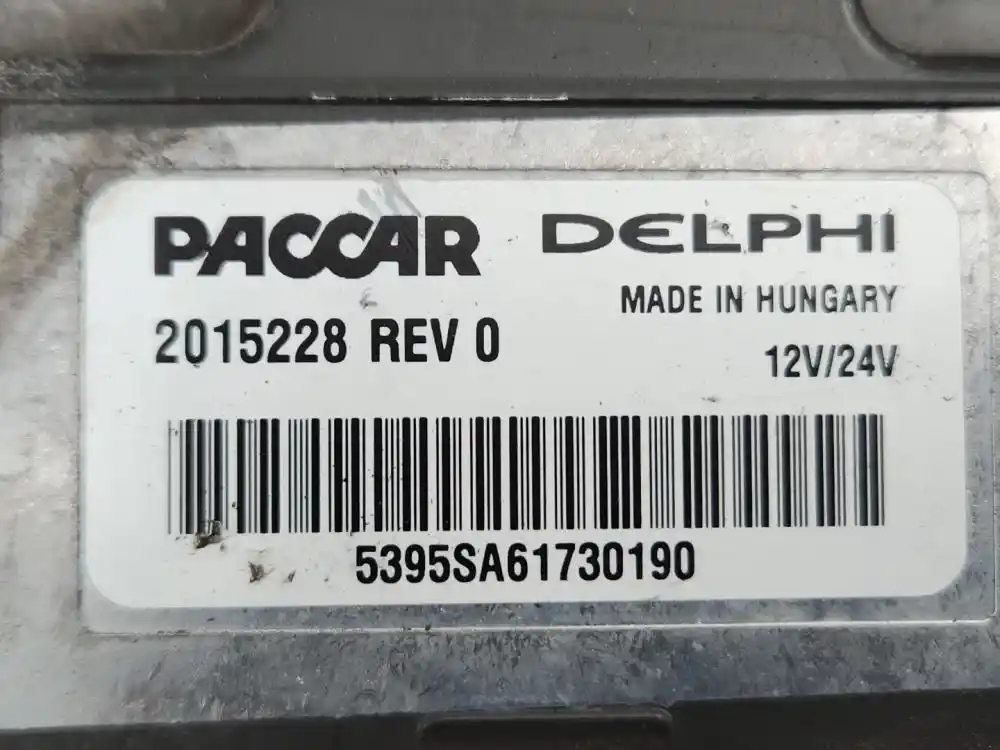 PACCAR DELPHI
MADE IN HUNGARY
2015228 REV 0
12V/24V
5395SA61730190